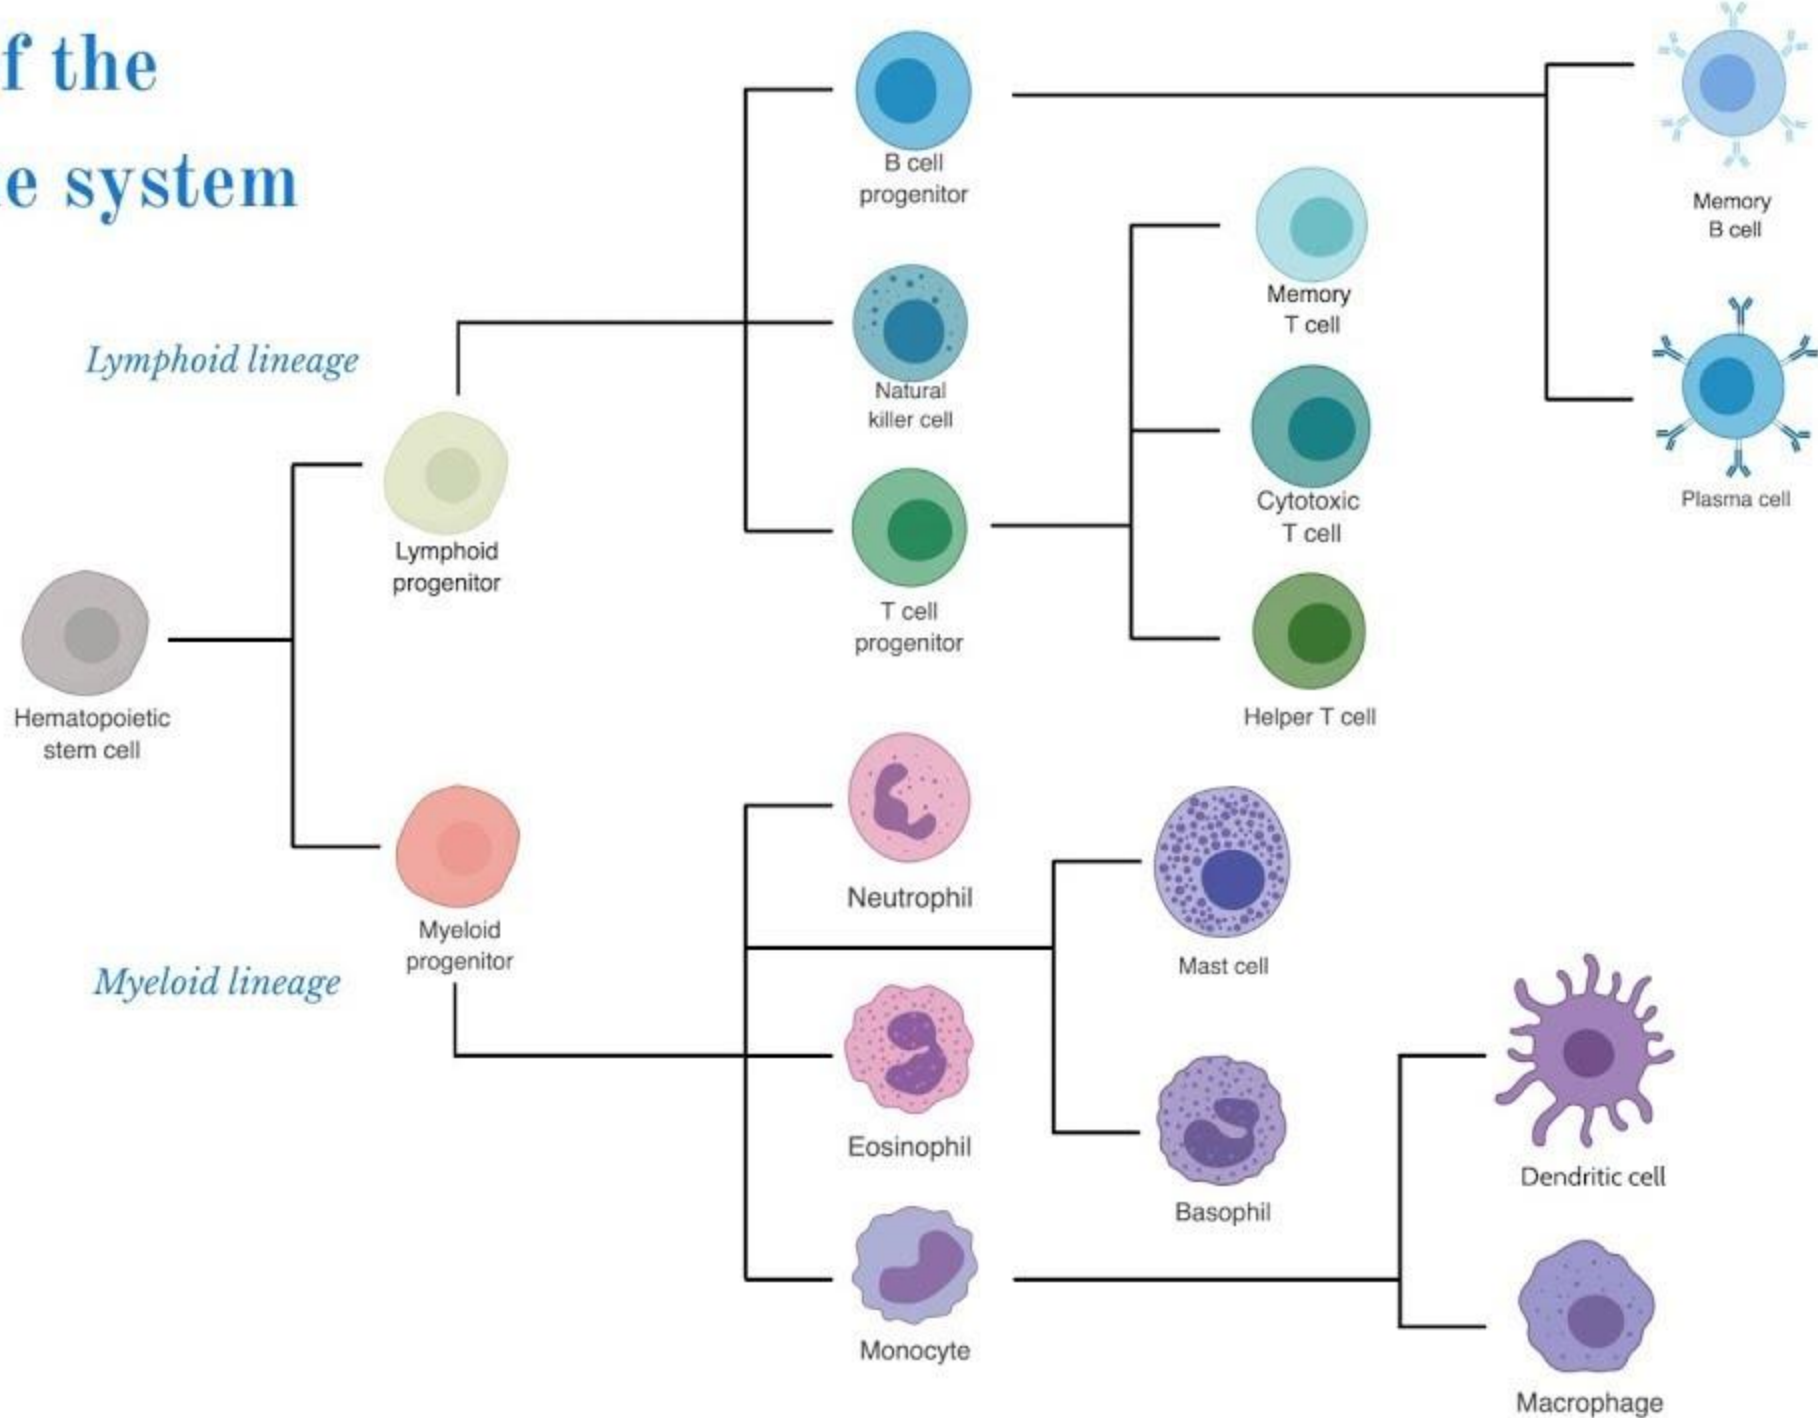 f the
e system
B cell
progenitor
Memory
B cell
Memory
T cell
Lymphoid lineage
Natural
killer cell
Cytotoxic
T cell
Plasma cell
Lymphoid
progenitor
T cell
progenitor
Helper T cell
Hematopoietic
stem cell
Neutrophil
Myeloid
progenitor
Mast cell
Myeloid lineage
Eosinophil
Dendritic cell
Basophil
Monocyte
Macrophage